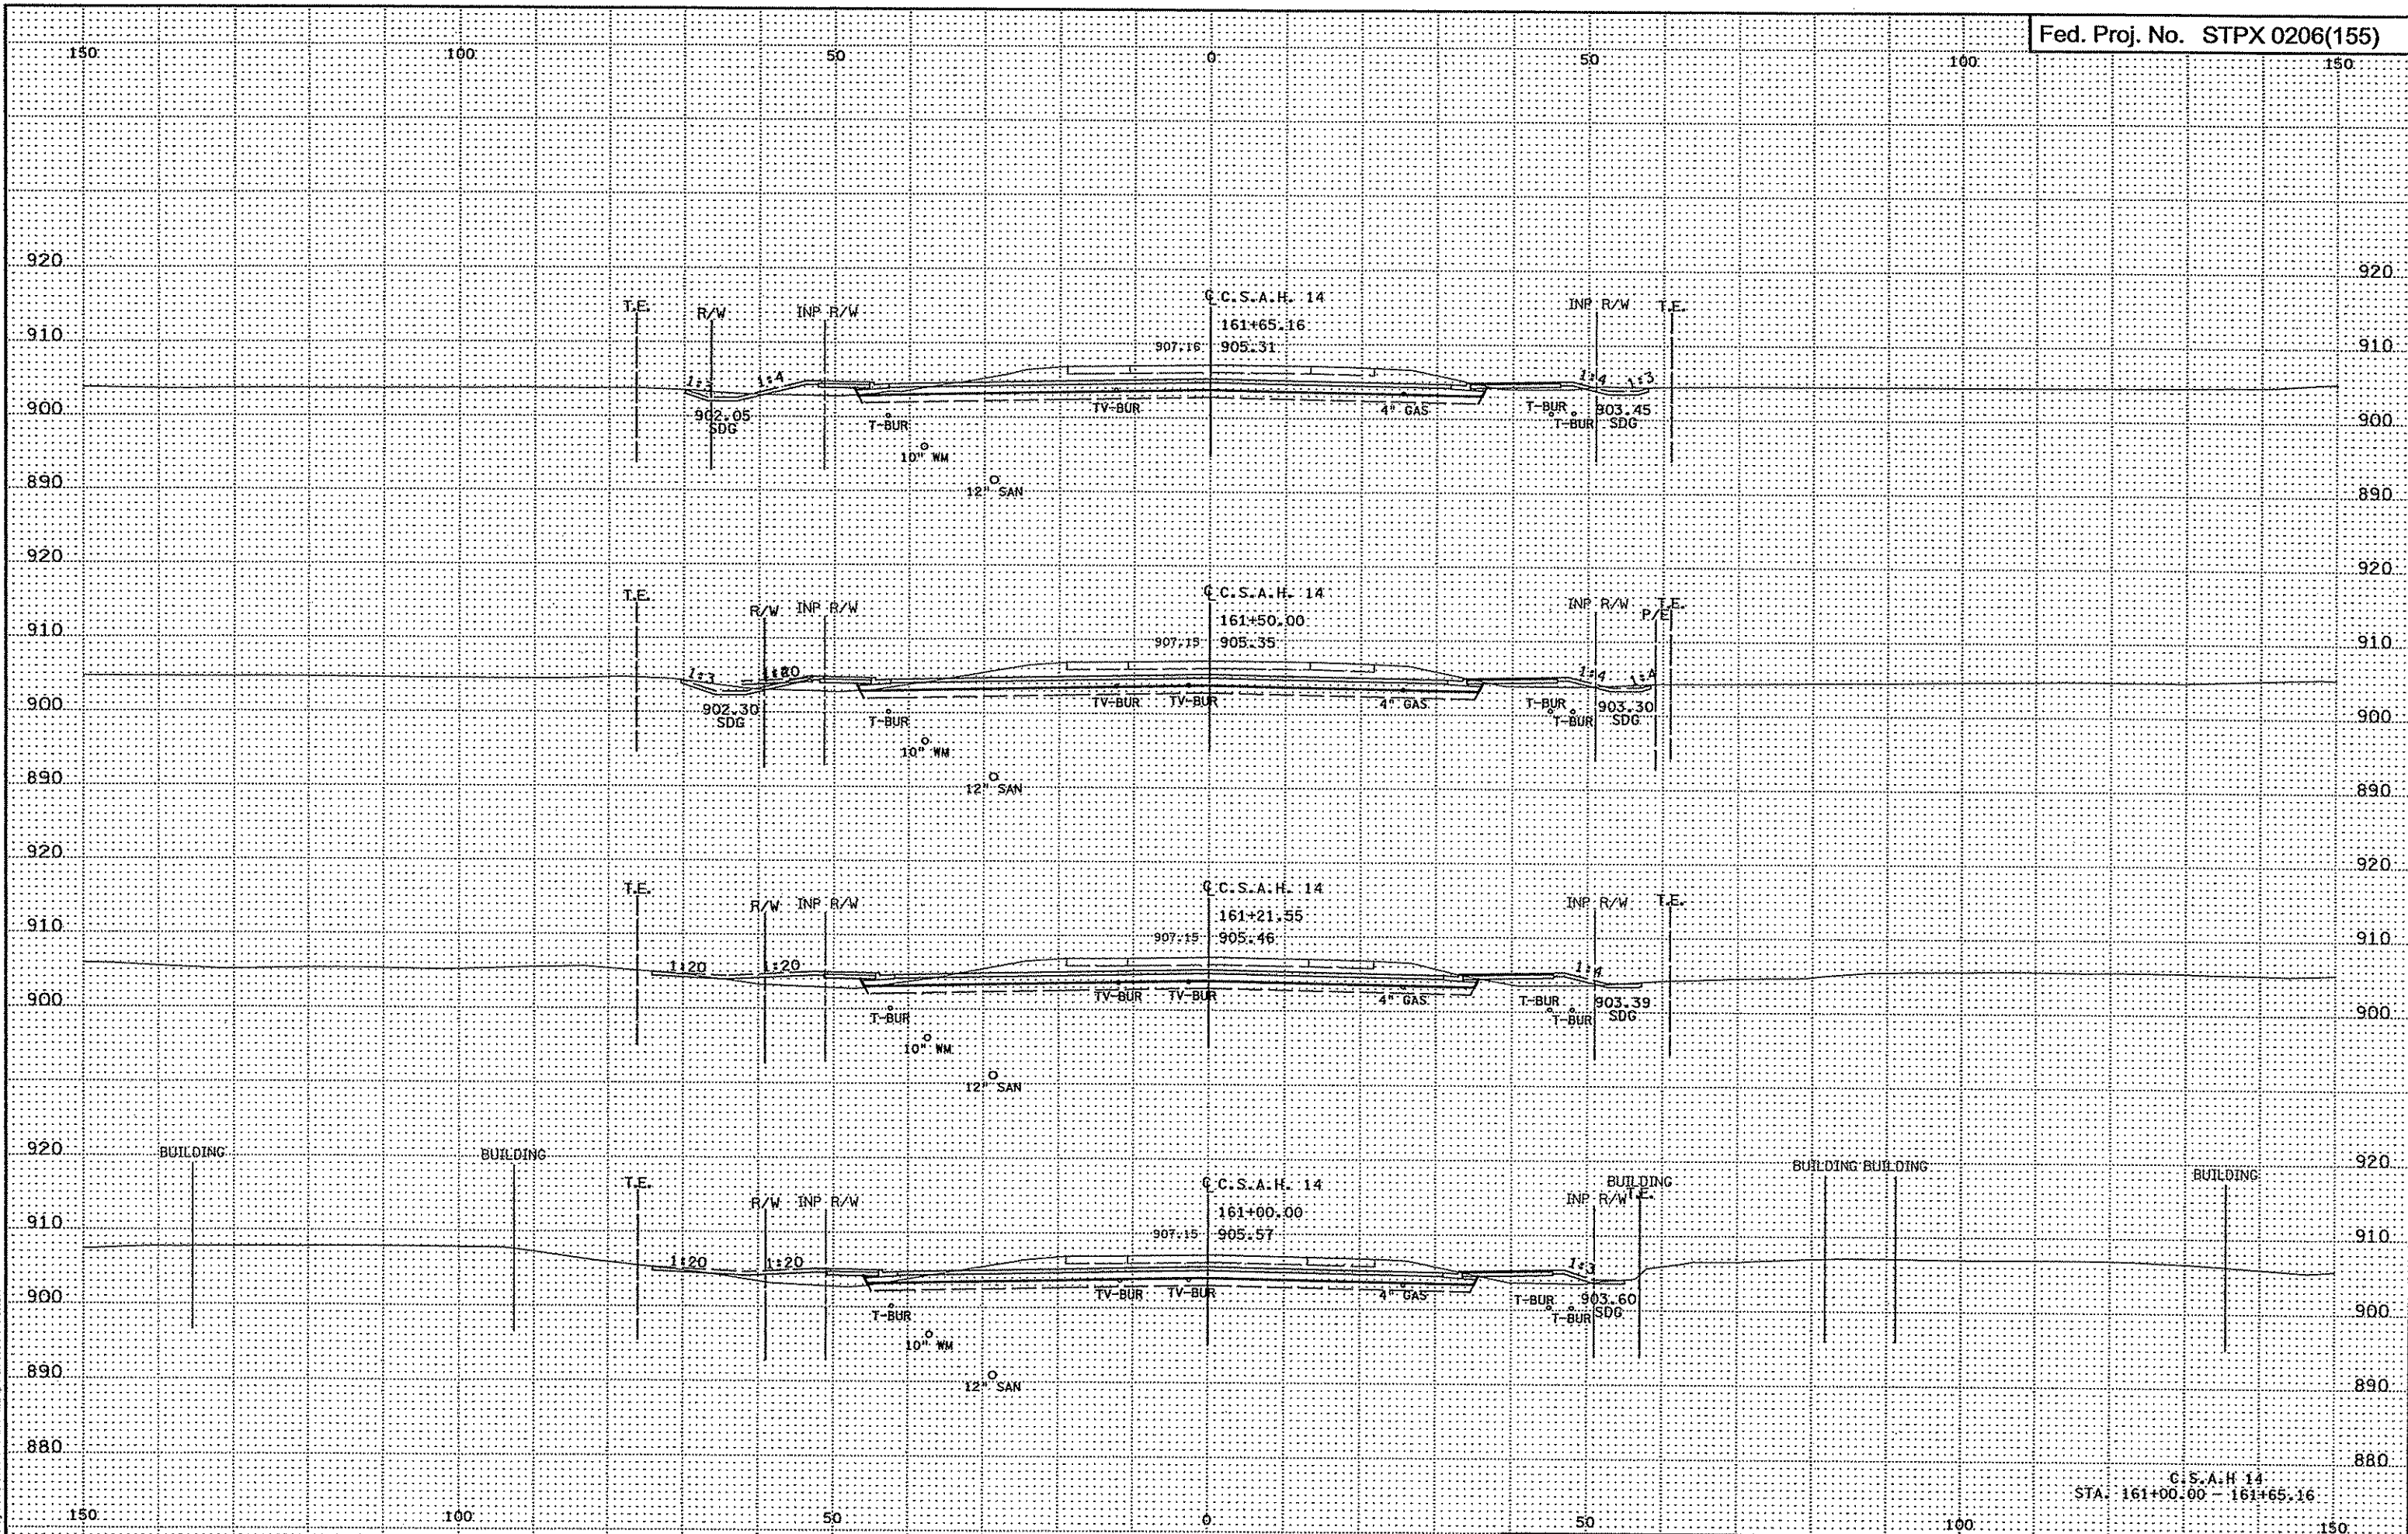 Fed. Proj. No. STPX 0206(155)
150 100 50 0 50 100 150
920 920
T.E. R/W INP R/W ℄ C.S.A.H. 14 INP R/W T.E.
161+65.16
910 907.16 905.31 910
1:3 1:4 1:4 1:3
900 902.05 TV-BUR 4" GAS T-BUR 903.45 900
SDG T-BUR T-BUR SDG
10" WM
890 12" SAN 890
920 920
T.E. R/W INP R/W ℄ C.S.A.H. 14 INP R/W T.E.
P/E
161+50.00
910 907.15 905.35 910
1:3 1:4 1:4
900 902.30 TV-BUR TV-BUR 4" GAS T-BUR 903.30 900
SDG T-BUR T-BUR SDG
10" WM
890 12" SAN 890
920 920
T.E. R/W INP R/W ℄ C.S.A.H. 14 INP R/W T.E.
161+21.55
910 907.15 905.46 910
1:20 1:20 1:4
900 TV-BUR TV-BUR 4" GAS T-BUR 903.39 900
T-BUR T-BUR SDG
10" WM
12" SAN
920 BUILDING BUILDING BUILDING BUILDING BUILDING 920
T.E. R/W INP R/W ℄ C.S.A.H. 14 INP R/W BUILDING
T.E.
161+00.00
910 907.15 905.57 910
1:20 1:20 1:3
900 TV-BUR TV-BUR 4" GAS T-BUR 903.60 900
T-BUR T-BUR SDG
10" WM
890 12" SAN 890
880 880
C.S.A.H 14
STA. 161+00.00 - 161+65.16
150 100 50 0 50 100 150